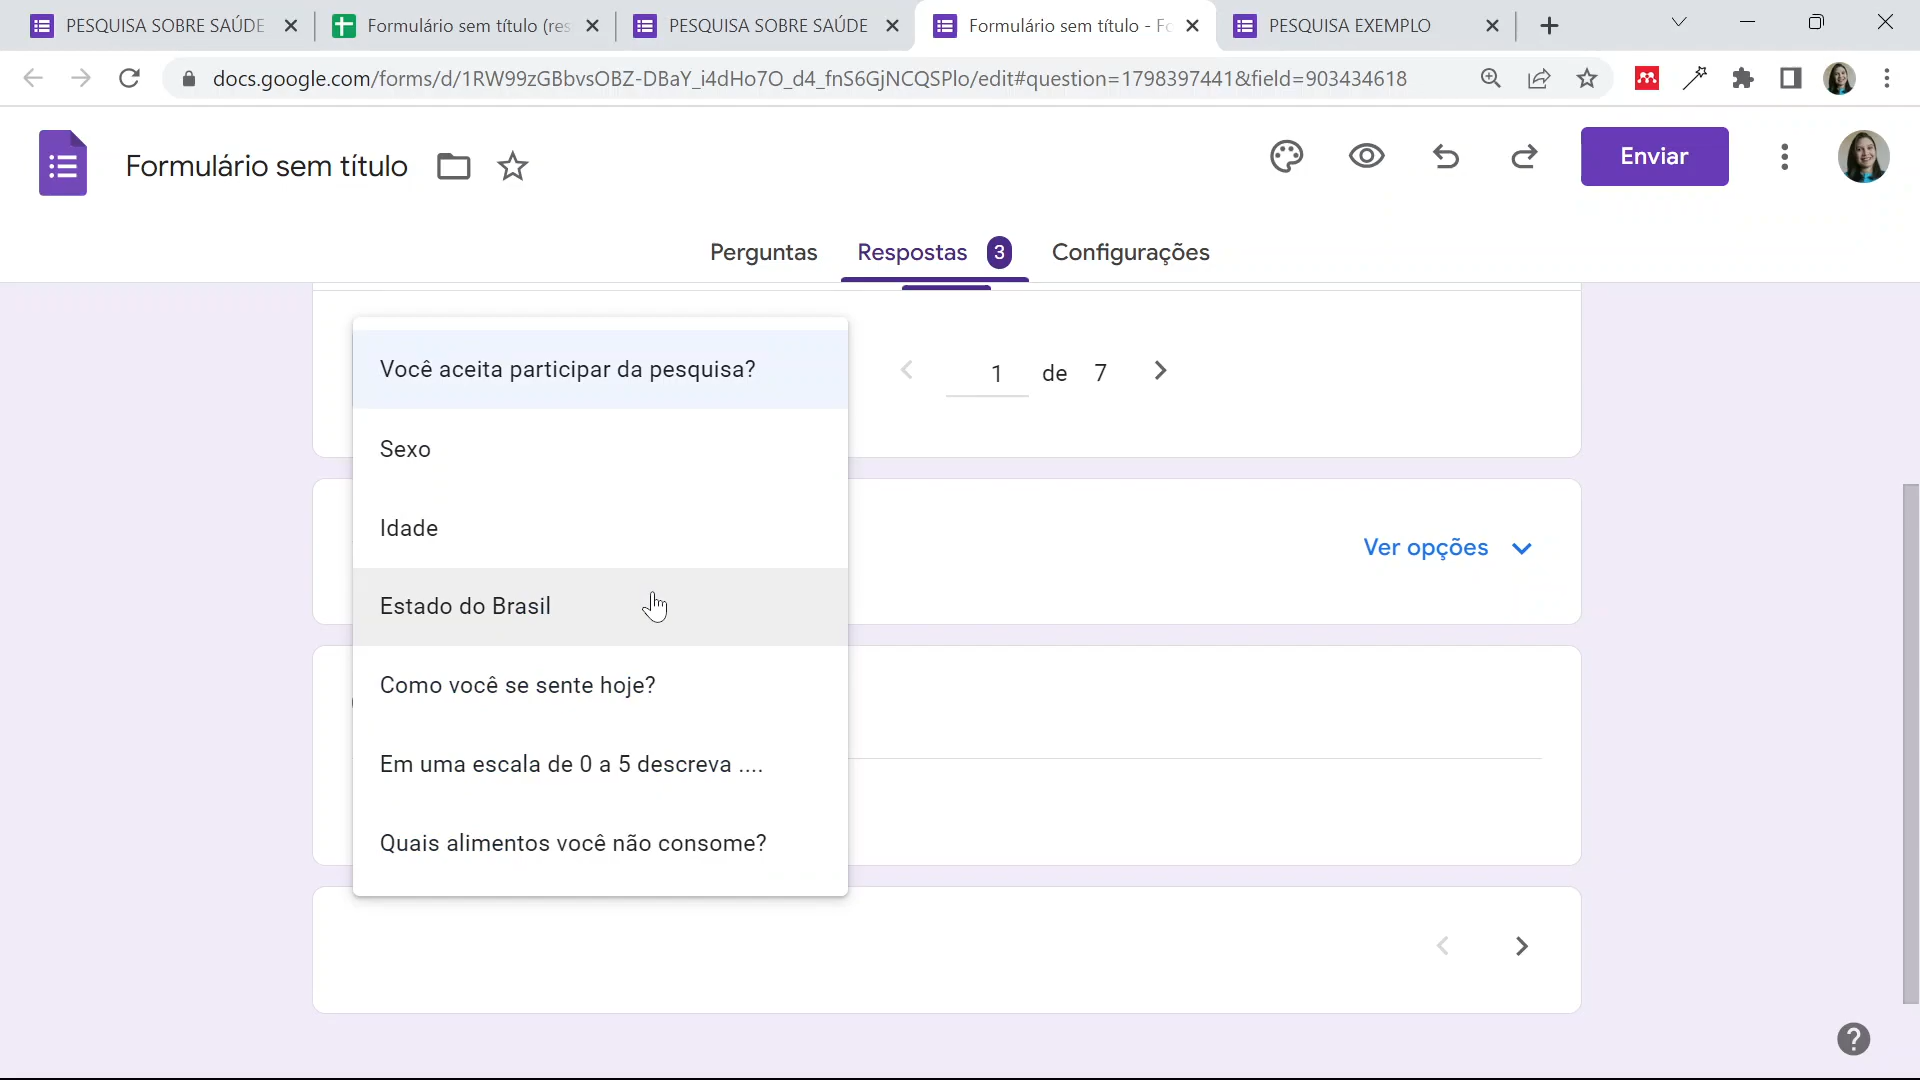 PESQUISA SOBRE SAÚDE
Formulário sem título (res
PESQUISA SOBRE SAÚDE
Formulário sem título - Fo
PESQUISA EXEMPLO
docs.google.com/forms/d/1RW99zGBbvsOBZ-DBaY_i4dHo7O_d4_fnS6GjNCQSPlo/edit#question=1798397441&field=903434618
Formulário sem título
Enviar
Perguntas
Respostas 3
Configurações
Você aceita participar da pesquisa?
1 de 7
Sexo
Idade
Ver opções
Estado do Brasil
Como você se sente hoje?
Em uma escala de 0 a 5 descreva ....
Quais alimentos você não consome?